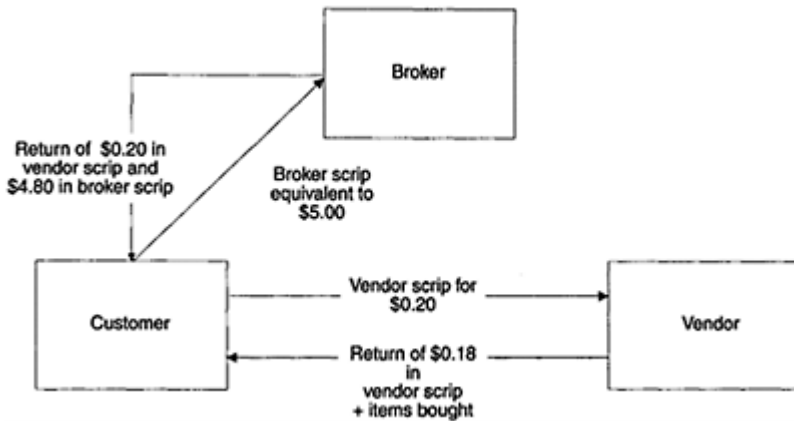 Broker
Return of $0.20 in
vendor scrip and
$4.80 in broker scrip
Broker scrip
equivalent to
$5.00
Customer
Vendor scrip for
$0.20
Vendor
Return of $0.18
in
vendor scrip
+ items bought